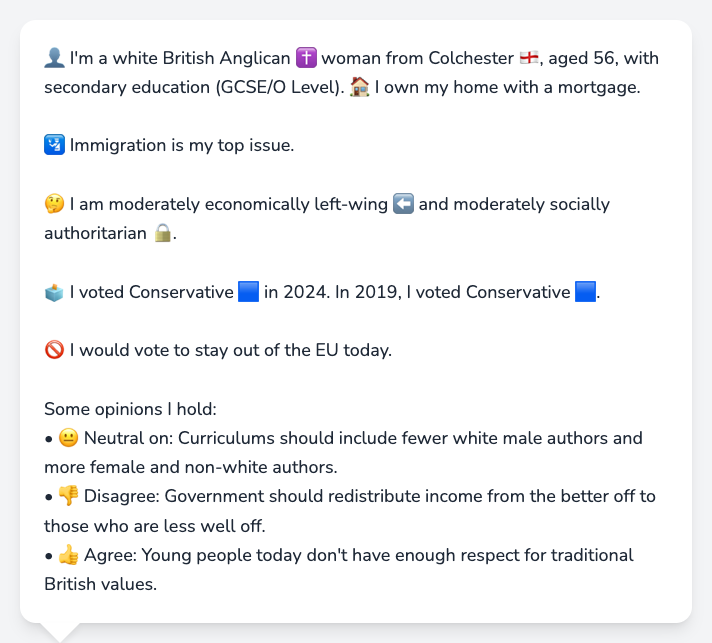 👤 I'm a white British Anglican ✝️ woman from Colchester 🏴󠁧󠁢󠁥󠁮󠁧󠁿, aged 56, with
secondary education (GCSE/O Level). 🏠 I own my home with a mortgage.
🛂 Immigration is my top issue.
🤔 I am moderately economically left-wing ⬅️ and moderately socially
authoritarian 🔒.
🗳️ I voted Conservative 🟦 in 2024. In 2019, I voted Conservative 🟦.
🚫 I would vote to stay out of the EU today.
Some opinions I hold:
• 😐 Neutral on: Curriculums should include fewer white male authors and
more female and non-white authors.
• 👎 Disagree: Government should redistribute income from the better off to
those who are less well off.
• 👍 Agree: Young people today don't have enough respect for traditional
British values.